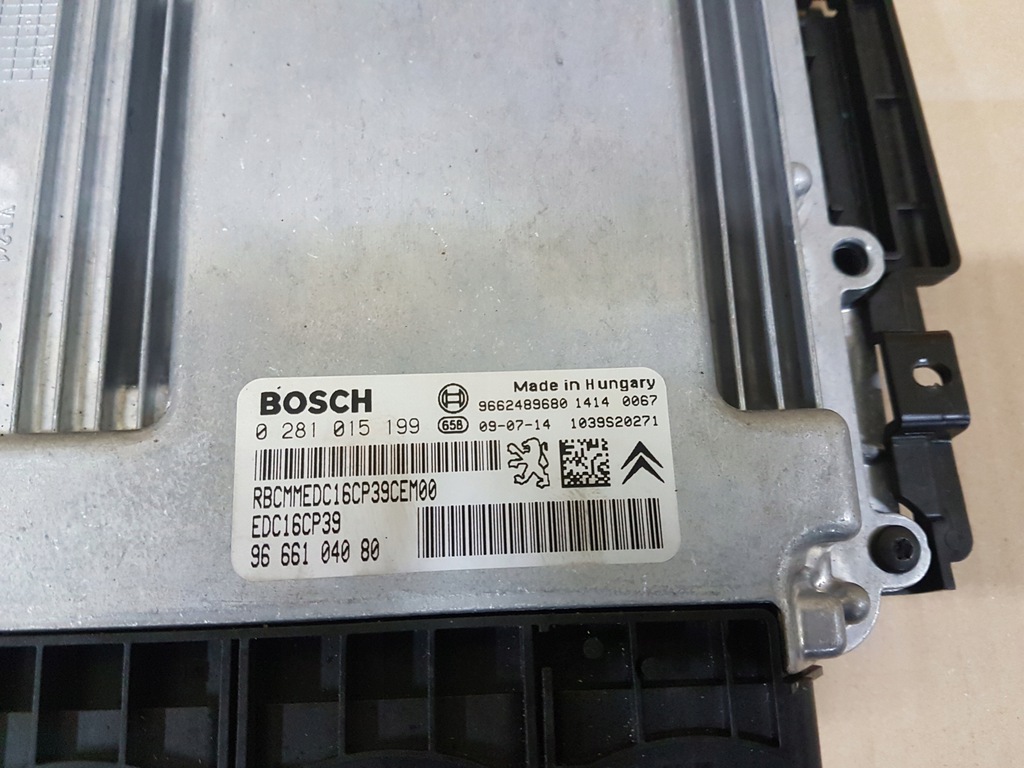 BOSCH
Made in Hungary
9662489680 1414 0067
0 281 015 199 65B 09-07-14 1039S20271
RBCMMEDC16CP39CEM00
EDC16CP39
96 661 040 80